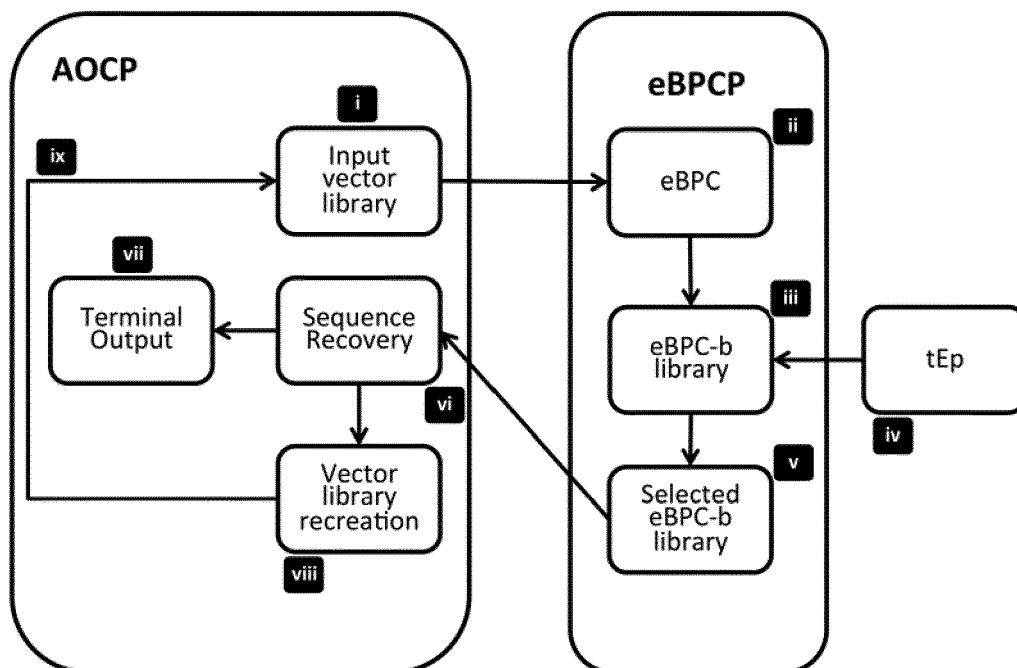 AOCP
i
ix
Input
vector
library
vii
Terminal
Output
Sequence
Recovery
vi
Vector
library
recreation
viii
eBPCP
ii
eBPC
iii
eBPC-b
library
v
Selected
eBPC-b
library
tEp
iv